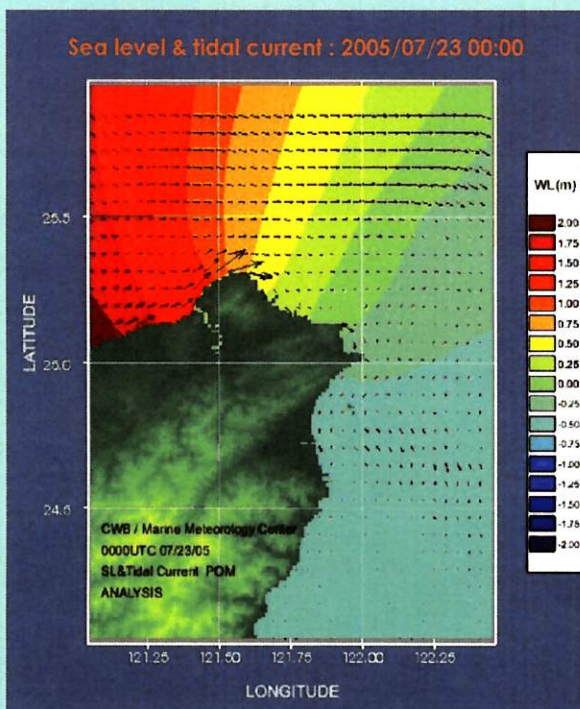 Sea level & tidal current : 2005/07/23 00:00
WL(m)
2.00
1.75
1.50
1.25
1.00
0.75
0.50
0.25
0.00
-0.25
-0.50
-0.75
-1.00
-1.25
-1.50
-1.75
-2.00
LATITUDE
25.5
25.0
24.5
CWB / Marine Meteorology Center
0000UTC 07/23/05
SL&Tidal Current POM
ANALYSIS
121.25 121.50 121.75 122.00 122.25
LONGITUDE